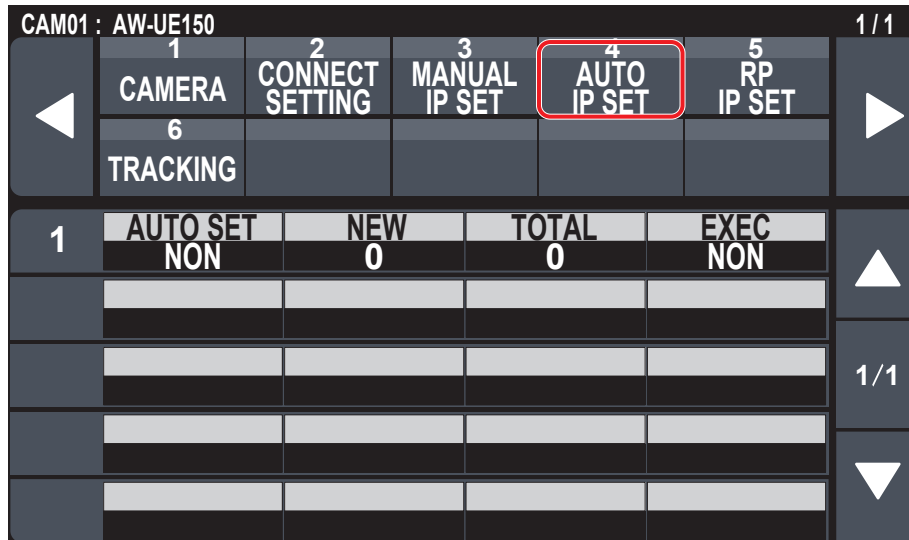 CAM01 : AW-UE150 1/1
1 2 3 4 5
CAMERA CONNECT SETTING MANUAL IP SET AUTO IP SET RP IP SET
6
TRACKING
1 AUTO SET NEW TOTAL EXEC
NON 0 0 NON
1/1